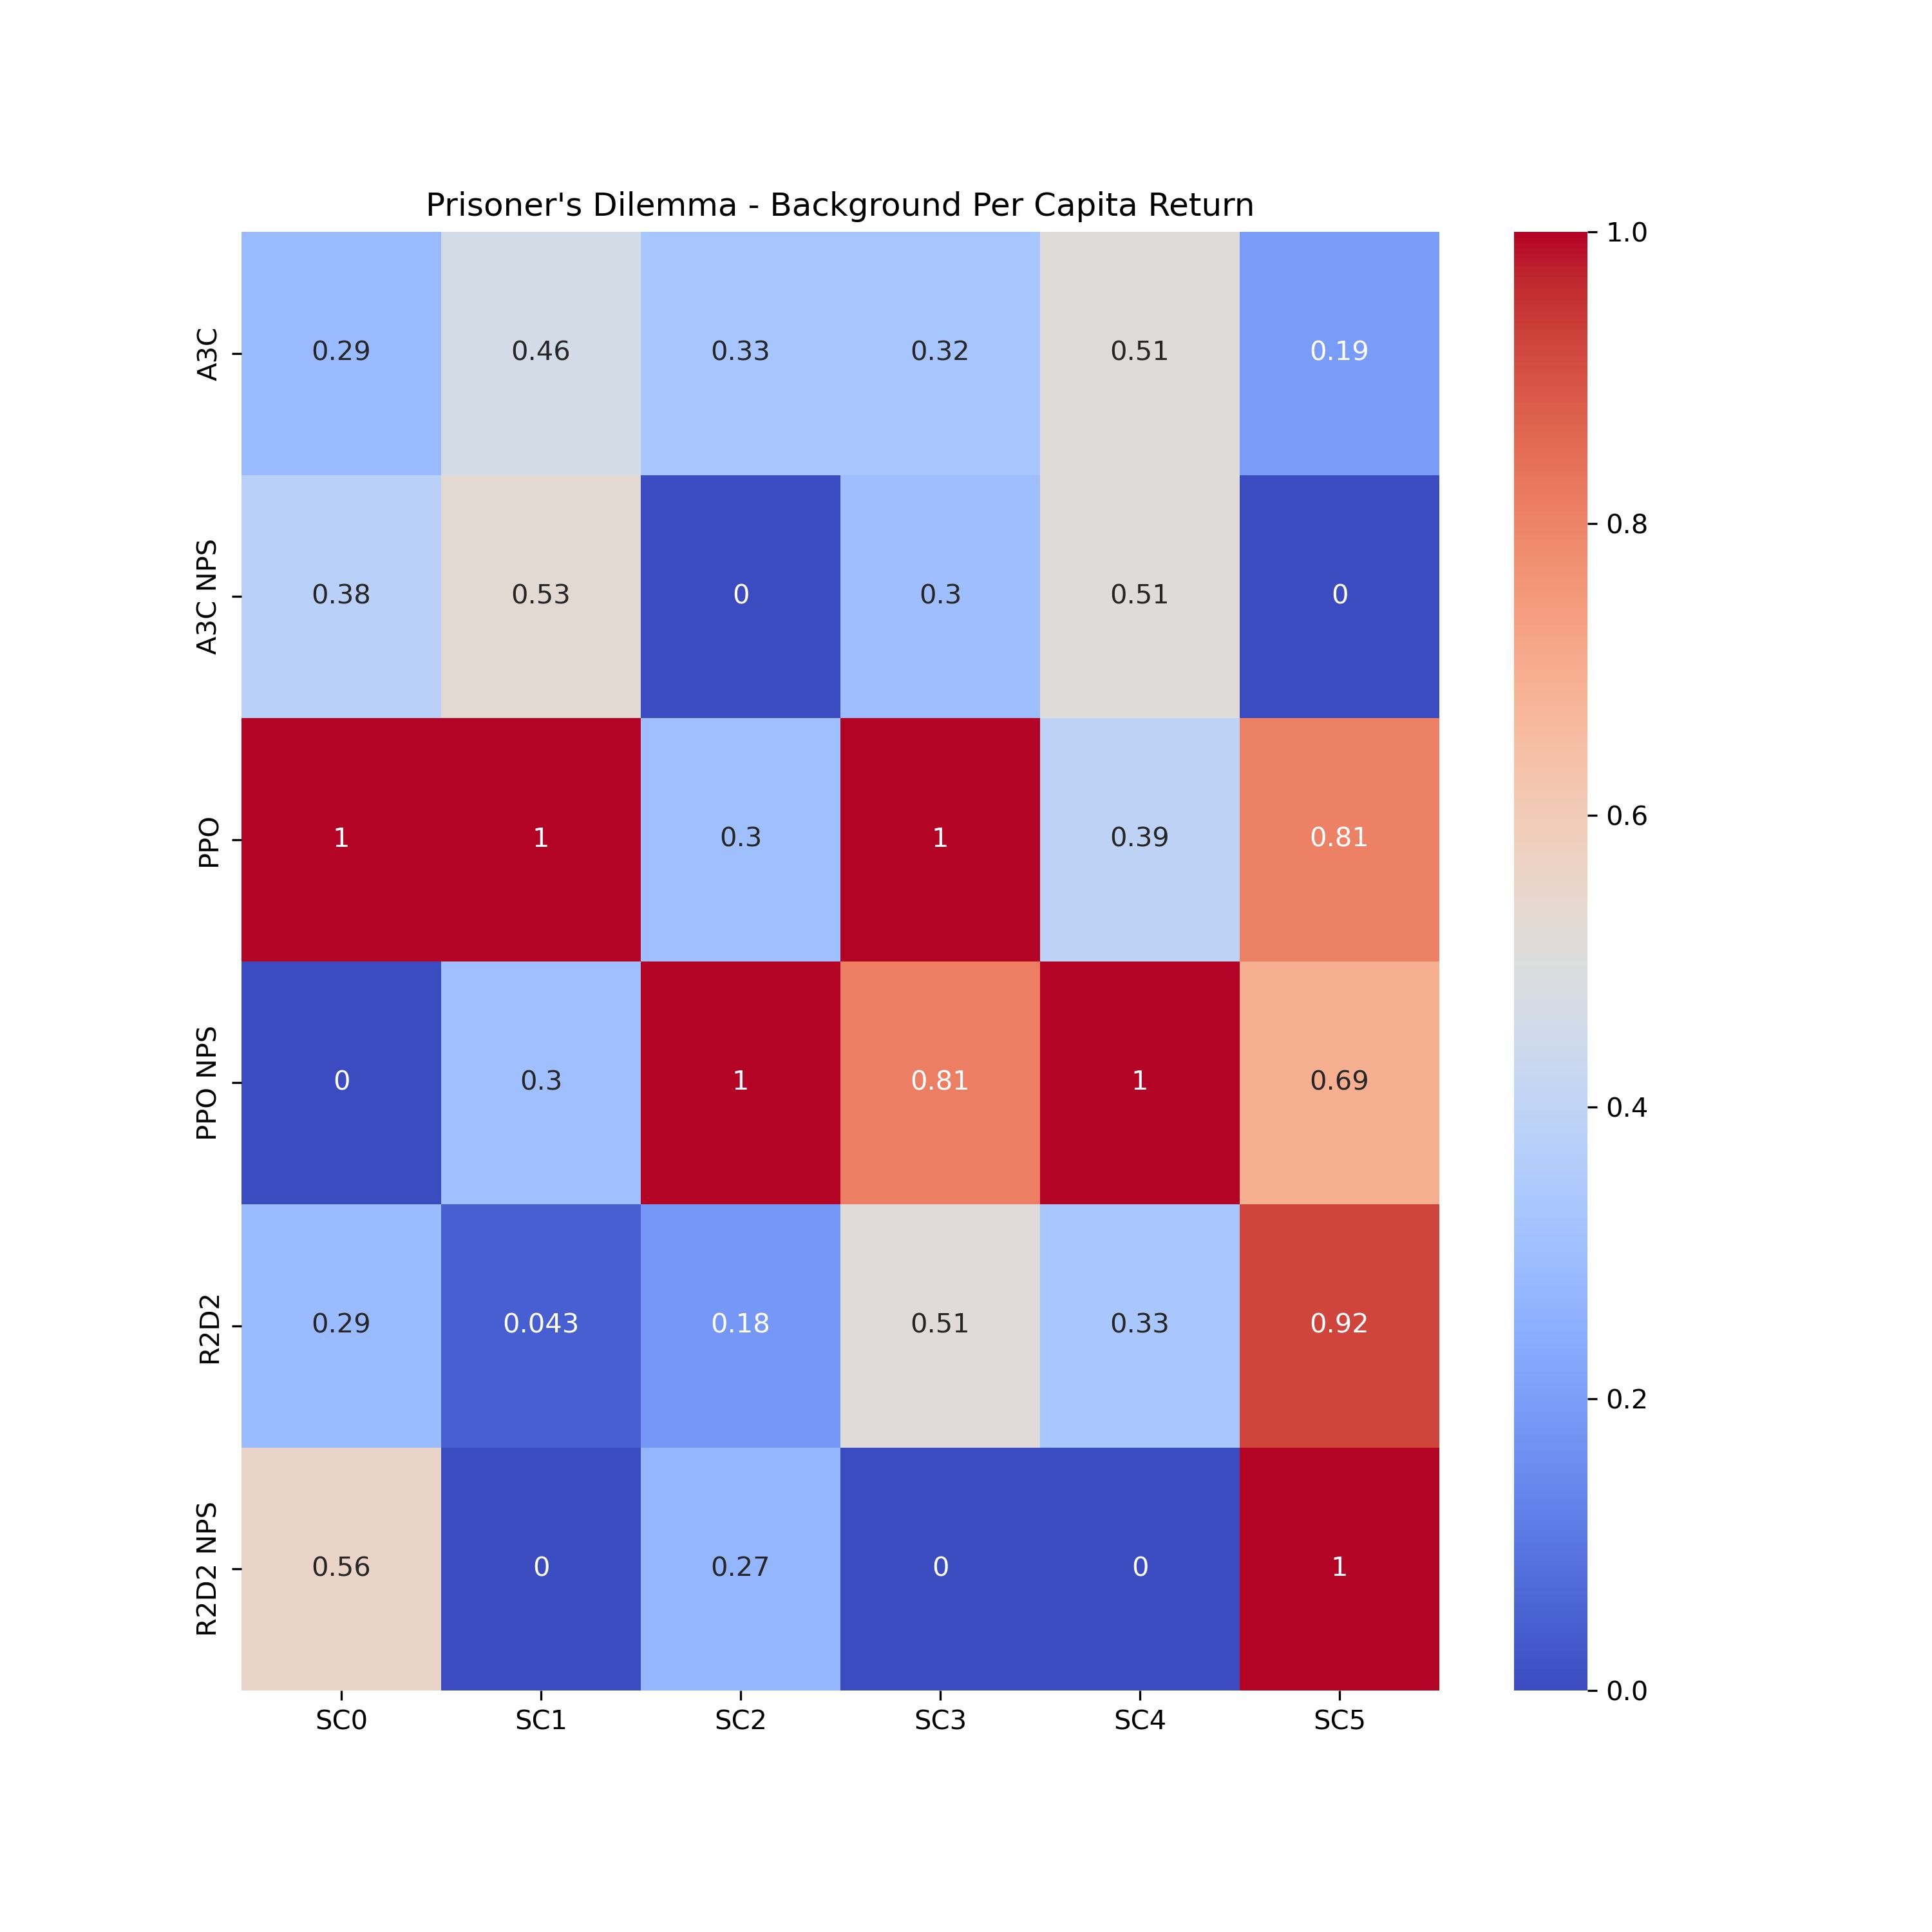 Prisoner's Dilemma - Background Per Capita Return
A3C
0.29 0.46 0.33 0.32 0.51 0.19
A3C NPS
0.38 0.53 0 0.3 0.51 0
PPO
1 1 0.3 1 0.39 0.81
PPO NPS
0 0.3 1 0.81 1 0.69
R2D2
0.29 0.043 0.18 0.51 0.33 0.92
R2D2 NPS
0.56 0 0.27 0 0 1
SC0 SC1 SC2 SC3 SC4 SC5
1.0
0.8
0.6
0.4
0.2
0.0